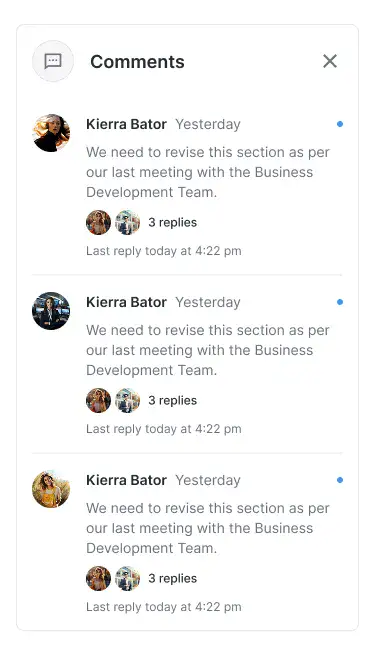 Comments
Kierra Bator Yesterday
We need to revise this section as per
our last meeting with the Business
Development Team.
3 replies
Last reply today at 4:22 pm
Kierra Bator Yesterday
We need to revise this section as per
our last meeting with the Business
Development Team.
3 replies
Last reply today at 4:22 pm
Kierra Bator Yesterday
We need to revise this section as per
our last meeting with the Business
Development Team.
3 replies
Last reply today at 4:22 pm